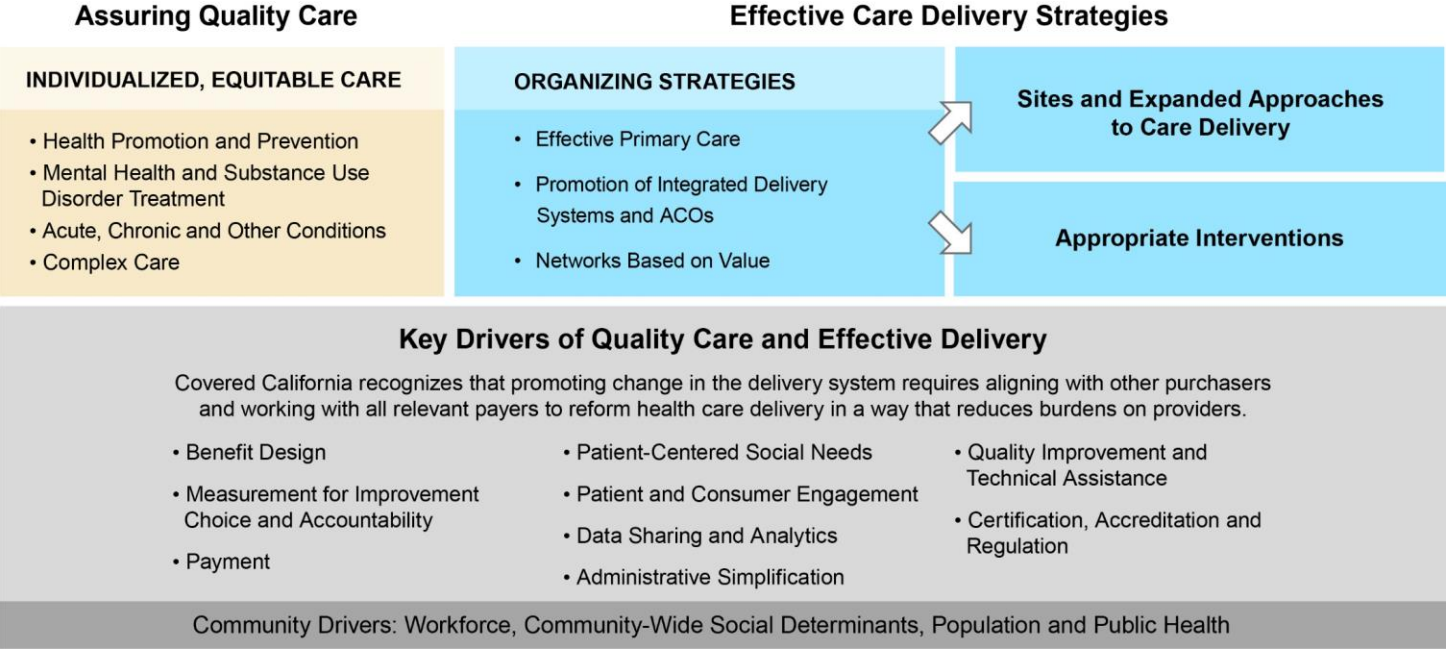 Assuring Quality Care
Effective Care Delivery Strategies
INDIVIDUALIZED, EQUITABLE CARE
• Health Promotion and Prevention
• Mental Health and Substance Use
Disorder Treatment
• Acute, Chronic and Other Conditions
• Complex Care
ORGANIZING STRATEGIES
• Effective Primary Care
• Promotion of Integrated Delivery
Systems and ACOs
• Networks Based on Value
Sites and Expanded Approaches
to Care Delivery
Appropriate Interventions
Key Drivers of Quality Care and Effective Delivery
Covered California recognizes that promoting change in the delivery system requires aligning with other purchasers
and working with all relevant payers to reform health care delivery in a way that reduces burdens on providers.
• Benefit Design
• Measurement for Improvement
Choice and Accountability
• Payment
• Patient-Centered Social Needs
• Patient and Consumer Engagement
• Data Sharing and Analytics
• Administrative Simplification
• Quality Improvement and
Technical Assistance
• Certification, Accreditation and
Regulation
Community Drivers: Workforce, Community-Wide Social Determinants, Population and Public Health